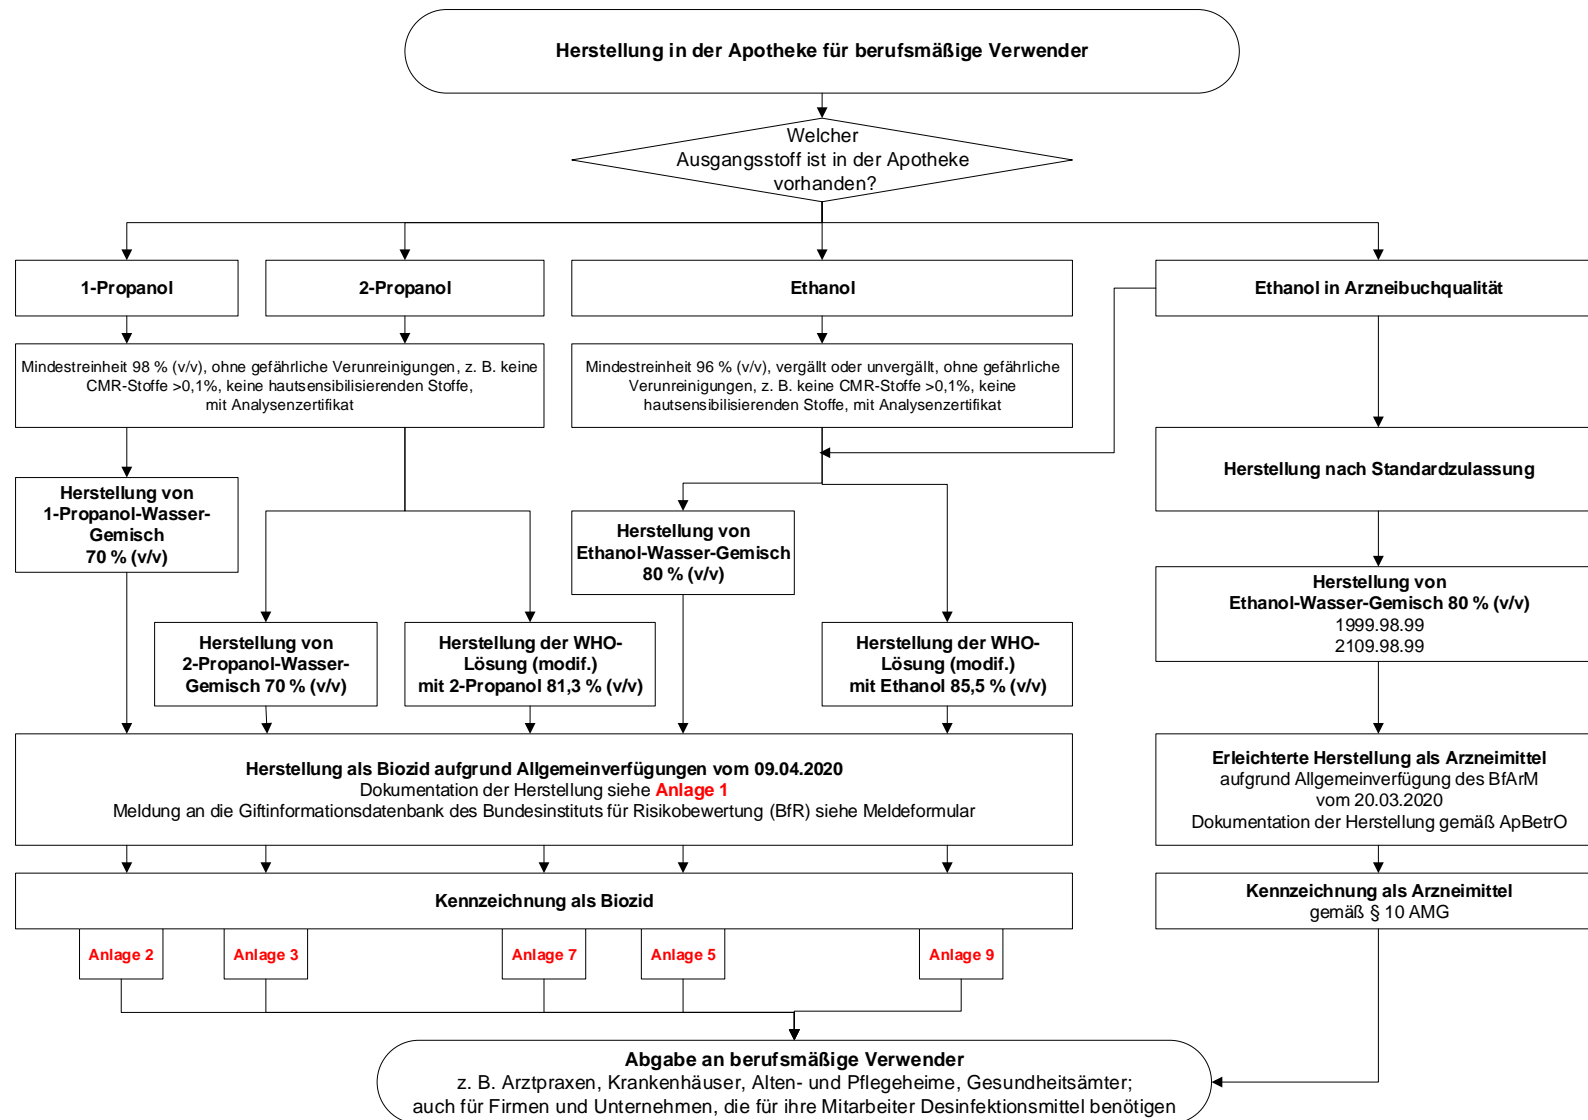 Herstellung in der Apotheke für berufsmäßige Verwender
Welcher
Ausgangsstoff ist in der Apotheke
vorhanden?
1-Propanol
2-Propanol
Ethanol
Ethanol in Arzneibuchqualität
Mindestreinheit 98 % (v/v), ohne gefährliche Verunreinigungen, z. B. keine
CMR-Stoffe >0,1%, keine hautsensibilisierenden Stoffe,
mit Analysenzertifikat
Mindestreinheit 96 % (v/v), vergällt oder unvergällt, ohne gefährliche
Verunreinigungen, z. B. keine CMR-Stoffe >0,1%, keine
hautsensibilisierenden Stoffe, mit Analysenzertifikat
Herstellung nach Standardzulassung
Herstellung von
1-Propanol-Wasser-
Gemisch
70 % (v/v)
Herstellung von
Ethanol-Wasser-Gemisch
80 % (v/v)
Herstellung von
Ethanol-Wasser-Gemisch 80 % (v/v)
1999.98.99
2109.98.99
Herstellung von
2-Propanol-Wasser-
Gemisch 70 % (v/v)
Herstellung der WHO-
Lösung (modif.)
mit 2-Propanol 81,3 % (v/v)
Herstellung der WHO-
Lösung (modif.)
mit Ethanol 85,5 % (v/v)
Herstellung als Biozid aufgrund Allgemeinverfügungen vom 09.04.2020
Dokumentation der Herstellung siehe Anlage 1
Meldung an die Giftinformationsdatenbank des Bundesinstituts für Risikobewertung (BfR) siehe Meldeformular
Erleichterte Herstellung als Arzneimittel
aufgrund Allgemeinverfügung des BfArM
vom 20.03.2020
Dokumentation der Herstellung gemäß ApBetrO
Kennzeichnung als Biozid
Kennzeichnung als Arzneimittel
gemäß § 10 AMG
Anlage 2
Anlage 3
Anlage 7
Anlage 5
Anlage 9
Abgabe an berufsmäßige Verwender
z. B. Arztpraxen, Krankenhäuser, Alten- und Pflegeheime, Gesundheitsämter;
auch für Firmen und Unternehmen, die für ihre Mitarbeiter Desinfektionsmittel benötigen